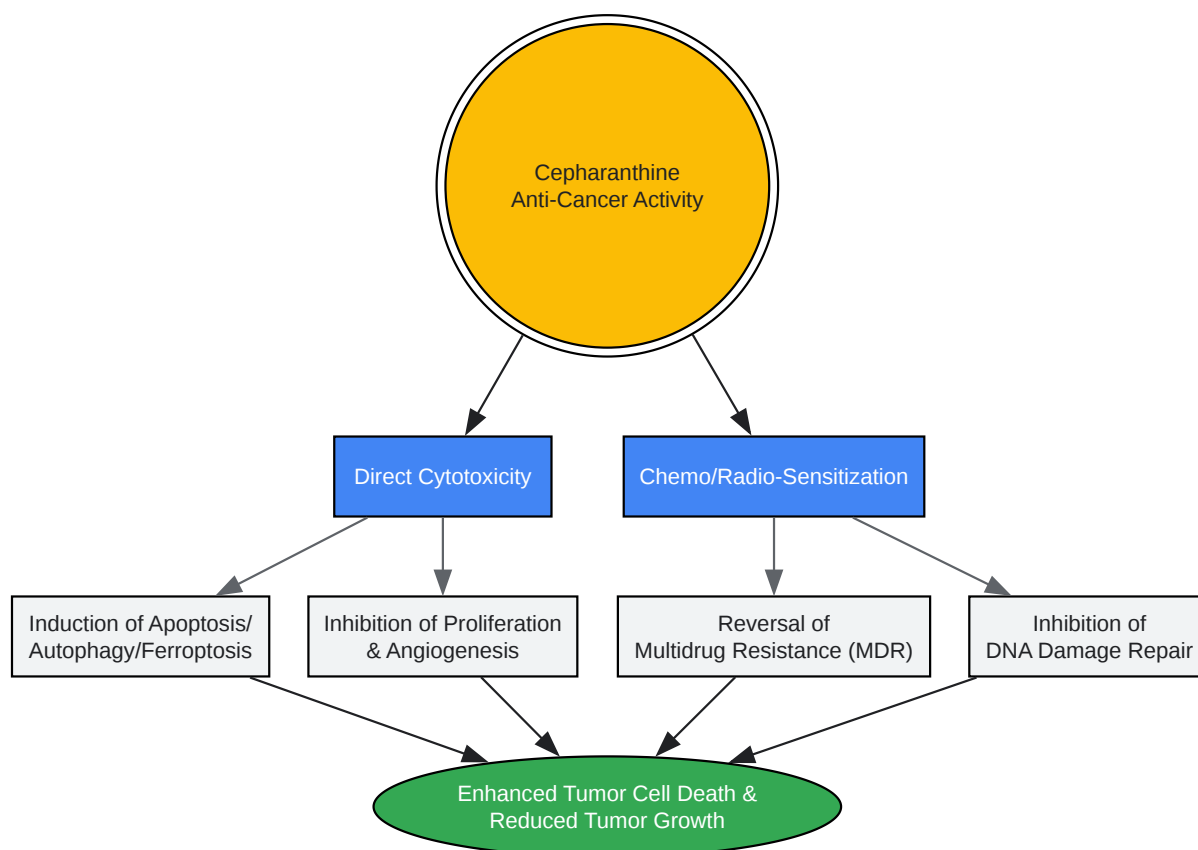 Cepharanthine
Anti-Cancer Activity
Direct Cytotoxicity
Chemo/Radio-Sensitization
Induction of Apoptosis/
Autophagy/Ferroptosis
Inhibition of Proliferation
& Angiogenesis
Reversal of
Multidrug Resistance (MDR)
Inhibition of
DNA Damage Repair
Enhanced Tumor Cell Death &
Reduced Tumor Growth